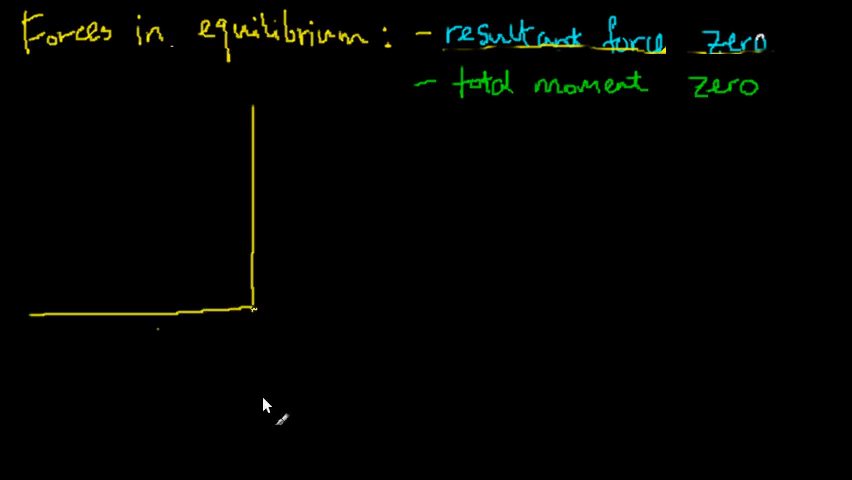 Forces in equilibrium: - resultant force zero
- total moment zero